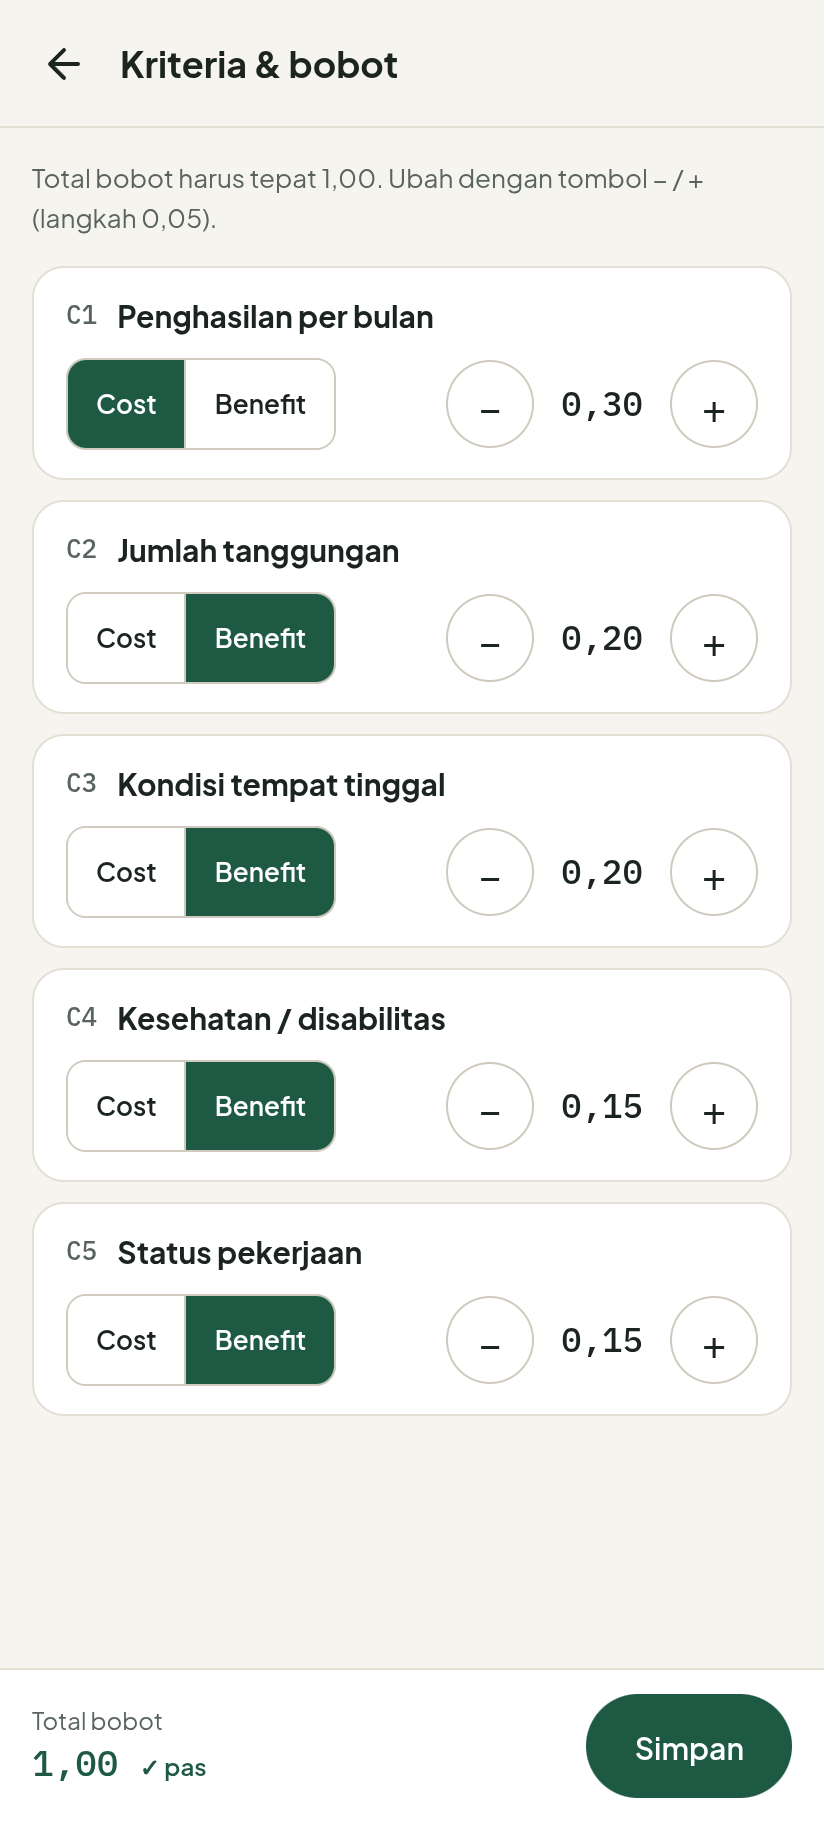 Kriteria & bobot
Total bobot harus tepat 1,00. Ubah dengan tombol – / +
(langkah 0,05).
C1 Penghasilan per bulan
Cost Benefit – 0,30 +
C2 Jumlah tanggungan
Cost Benefit – 0,20 +
C3 Kondisi tempat tinggal
Cost Benefit – 0,20 +
C4 Kesehatan / disabilitas
Cost Benefit – 0,15 +
C5 Status pekerjaan
Cost Benefit – 0,15 +
Total bobot
1,00 ✓ pas
Simpan